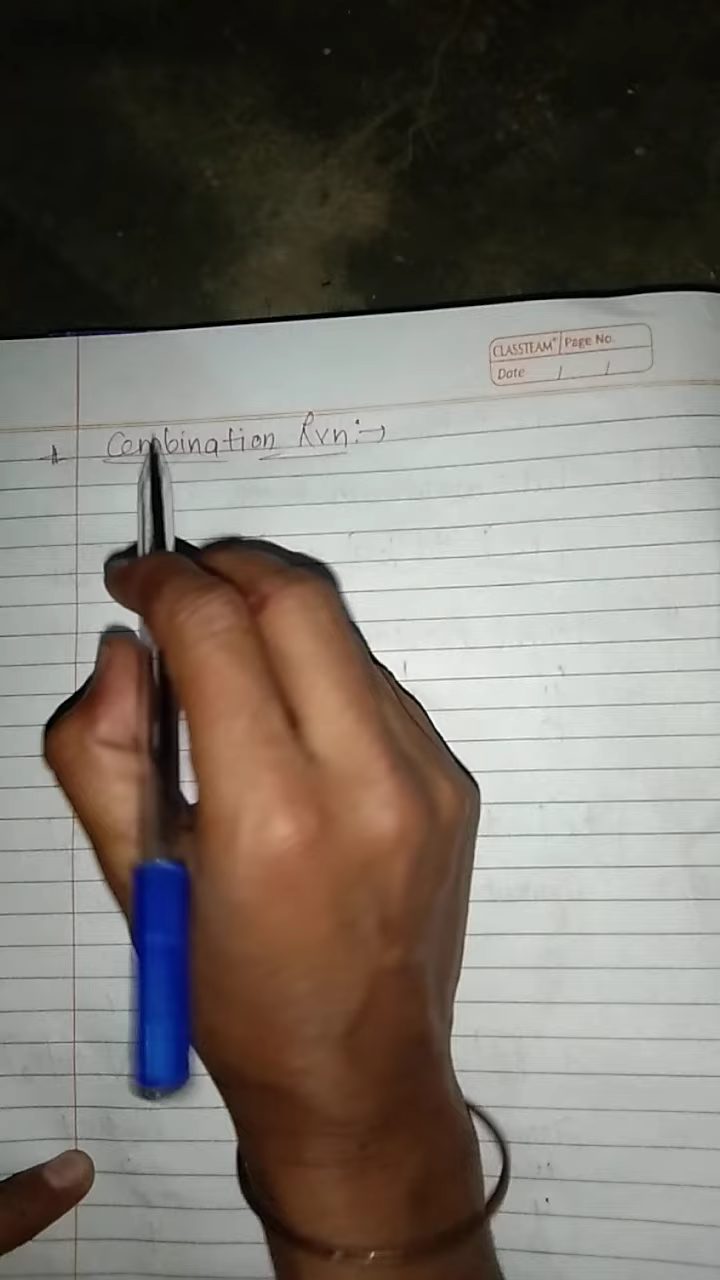 CLASSTEAM® Page No.
Date / /
* Combination Rxn:→